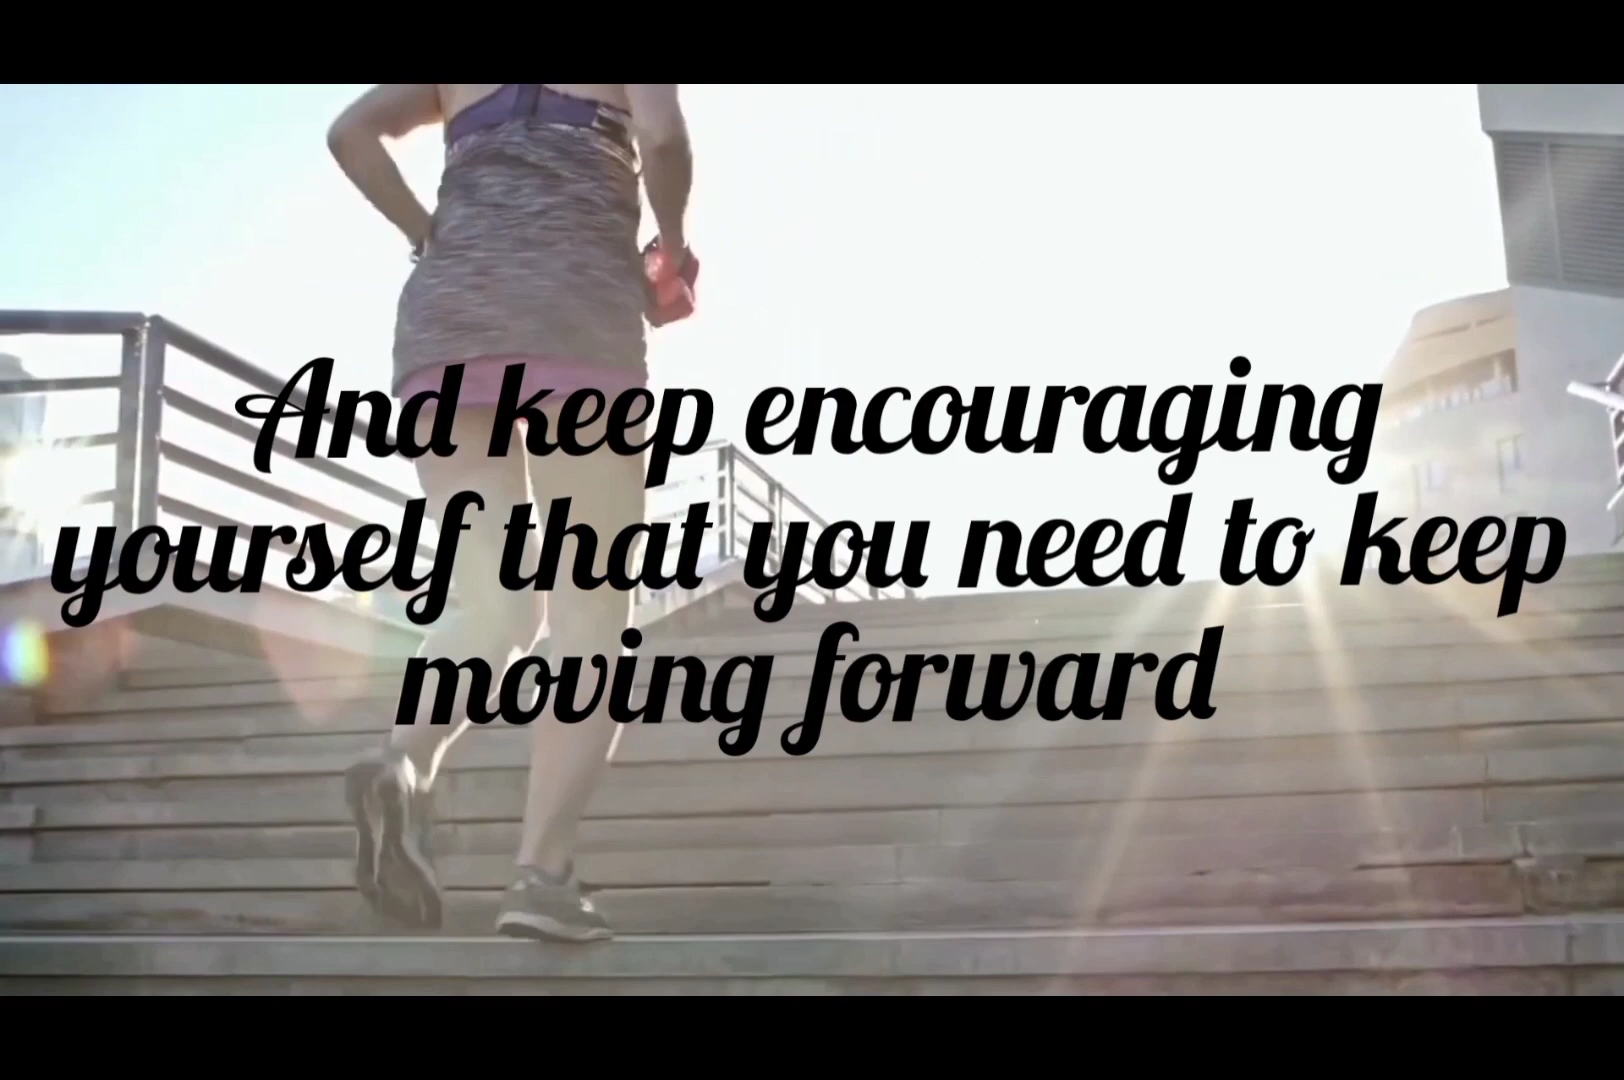 And keep encouraging
yourself that you need to keep
moving forward